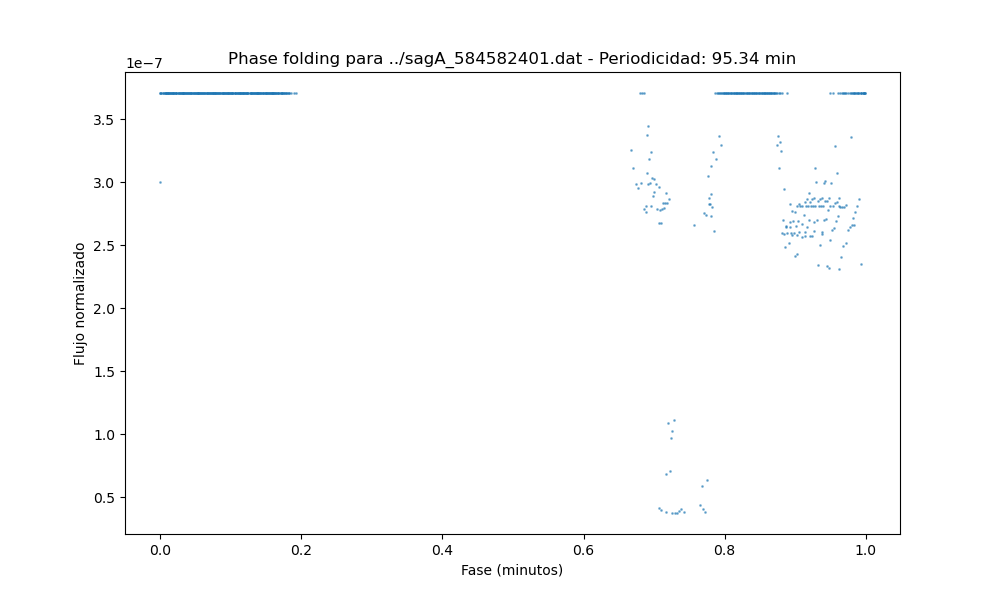 Phase folding para ../sagA_584582401.dat - Periodicidad: 95.34 min
1e−7
3.5
3.0
2.5
2.0
1.5
1.0
0.5
Flujo normalizado
0.0 0.2 0.4 0.6 0.8 1.0
Fase (minutos)